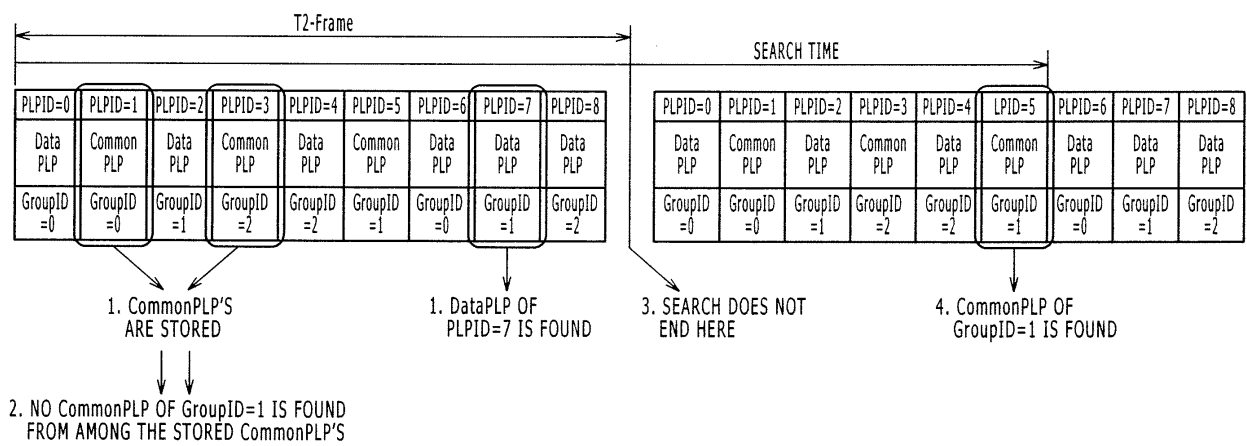 T2-Frame
SEARCH TIME
PLPID=0 PLPID=1 PLPID=2 PLPID=3 PLPID=4 PLPID=5 PLPID=6 PLPID=7 PLPID=8 PLPID=0 LPID=1 PLPID=2 PLPID=3 PLPID=4 LPID=5 PLPID=6 PLPID=7 PLPID=8
Data Common Data Common Data Common Data Data Data Data Common Data Common Data Common Data Data Data
PLP PLP PLP PLP PLP PLP PLP PLP PLP PLP PLP PLP PLP PLP PLP PLP PLP PLP
GroupID GroupID GroupID GroupID GroupID GroupID GroupID GroupID GroupID GroupID GroupID GroupID GroupID GroupID GroupID GroupID GroupID GroupID
=0 =0 =1 =2 =2 =1 =0 =1 =2 =0 =0 =1 =2 =2 =1 =0 =1 =2
1. CommonPLP'S
ARE STORED
1. DataPLP OF
PLPID=7 IS FOUND
3. SEARCH DOES NOT
END HERE
4. CommonPLP OF
GroupID=1 IS FOUND
2. NO CommonPLP OF GroupID=1 IS FOUND
FROM AMONG THE STORED CommonPLP'S